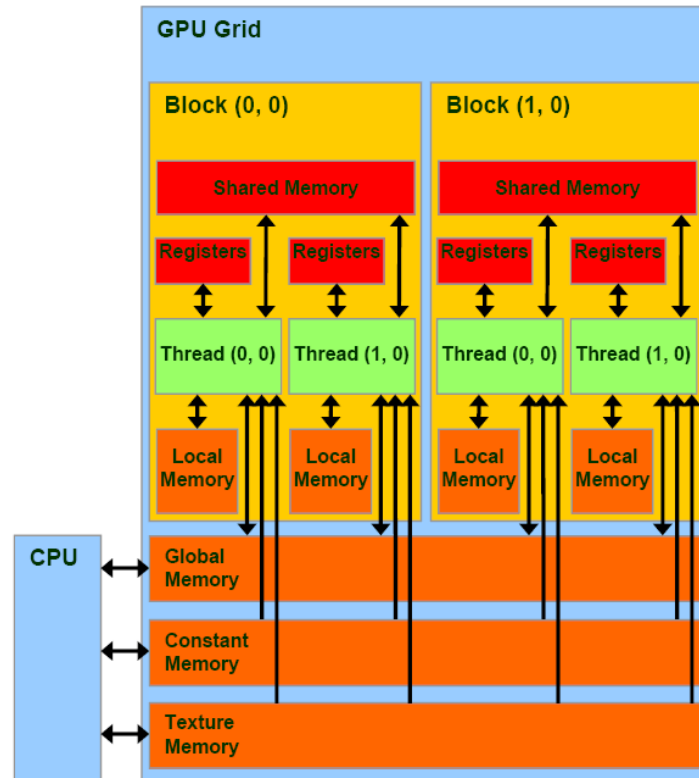 GPU Grid
Block (0, 0)
Shared Memory
Registers
Registers
Thread (0, 0)
Thread (1, 0)
Local
Memory
Local
Memory
Block (1, 0)
Shared Memory
Registers
Registers
Thread (0, 0)
Thread (1, 0)
Local
Memory
Local
Memory
CPU
Global
Memory
Constant
Memory
Texture
Memory